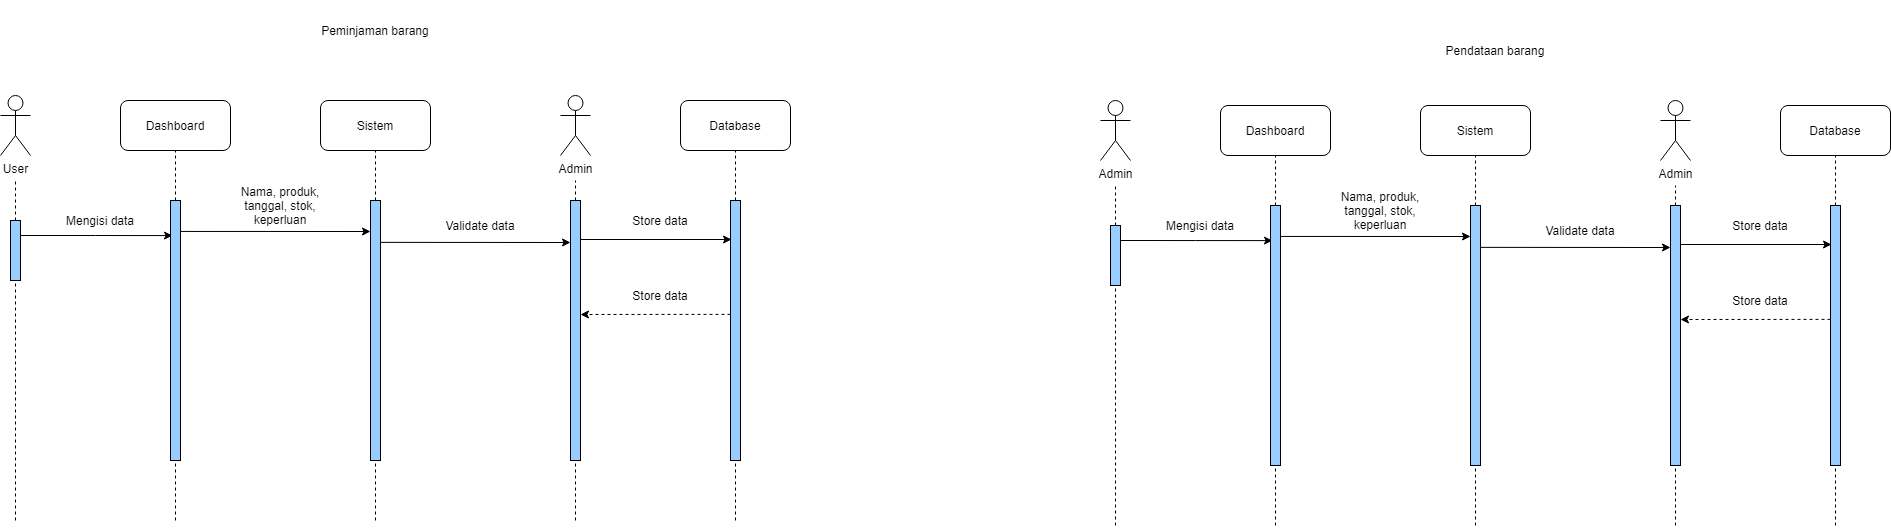 Peminjaman barang
User
Dashboard
Sistem
Admin
Database
Mengisi data
Nama, produk,
tanggal, stok,
keperluan
Validate data
Store data
Store data
Pendataan barang
Admin
Dashboard
Sistem
Admin
Database
Mengisi data
Nama, produk,
tanggal, stok,
keperluan
Validate data
Store data
Store data